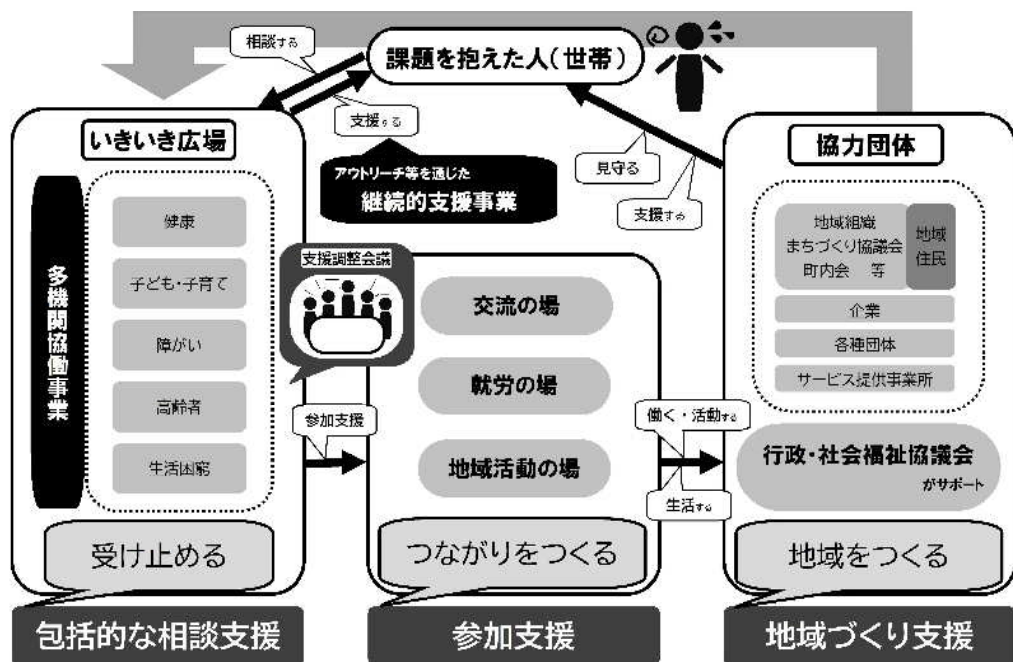 相談する
課題を抱えた人(世帯)
支援する
アウトリーチ等を通じた
継続的支援事業
見守る
支援する
いきいき広場
多機関協働事業
健康
子ども・子育て
障がい
高齢者
生活困窮
受け止める
包括的な相談支援
支援調整会議
参加支援
交流の場
就労の場
地域活動の場
つながりをつくる
参加支援
働く・活動する
生活する
協力団体
地域組織
まちづくり協議会
町内会 等
地域
住民
企業
各種団体
サービス提供事業所
行政・社会福祉協議会
がサポート
地域をつくる
地域づくり支援